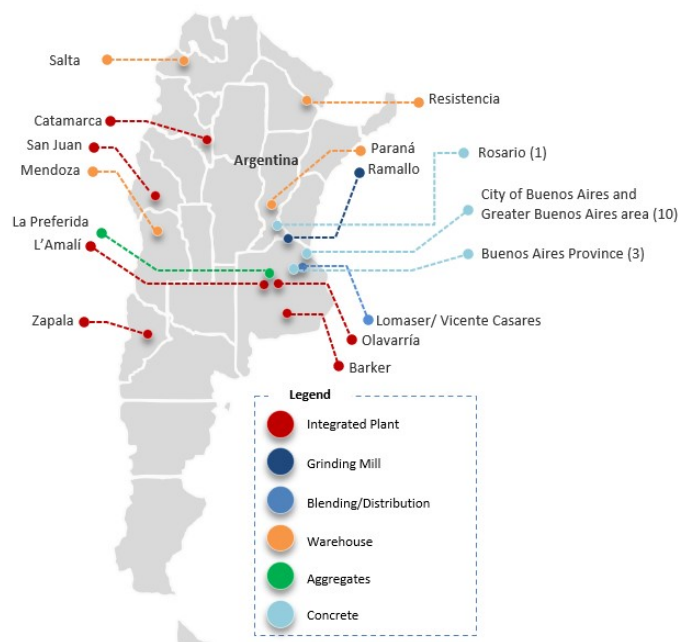 Salta
Resistencia
Catamarca
San Juan
Argentina
Paraná
Rosario (1)
Mendoza
Ramallo
City of Buenos Aires and
Greater Buenos Aires area (10)
La Preferida
L'Amalí
Buenos Aires Province (3)
Zapala
Lomaser/ Vicente Casares
Olavarría
Barker
Legend
Integrated Plant
Grinding Mill
Blending/Distribution
Warehouse
Aggregates
Concrete